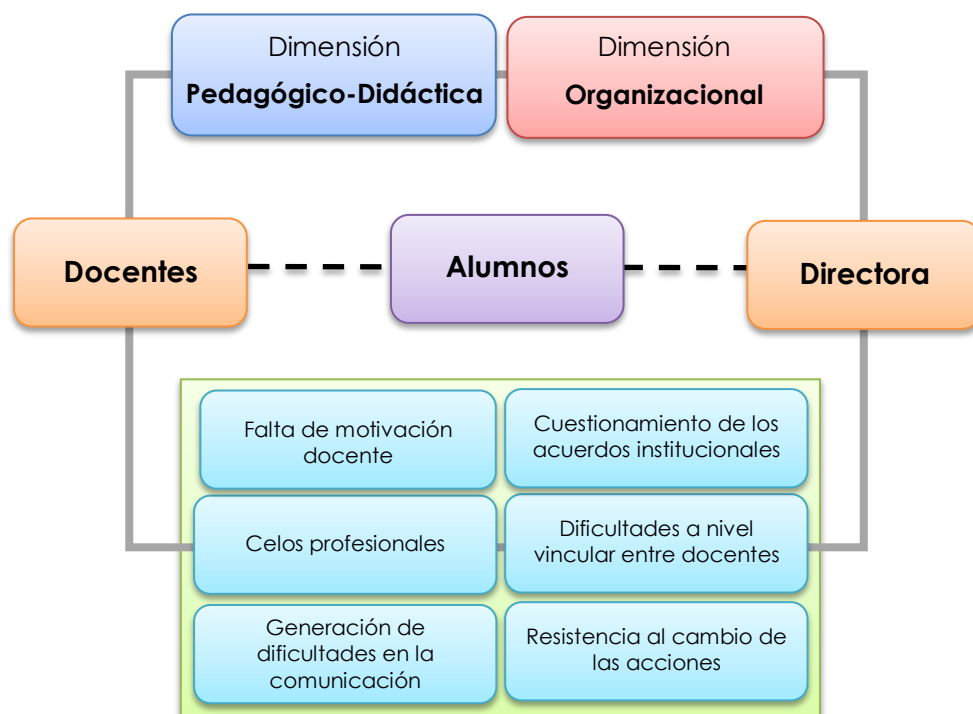 Dimensión
Pedagógico-Didáctica
Dimensión
Organizacional
Docentes
Alumnos
Directora
Falta de motivación
docente
Cuestionamiento de los
acuerdos institucionales
Celos profesionales
Dificultades a nivel
vincular entre docentes
Generación de
dificultades en la
comunicación
Resistencia al cambio de
las acciones